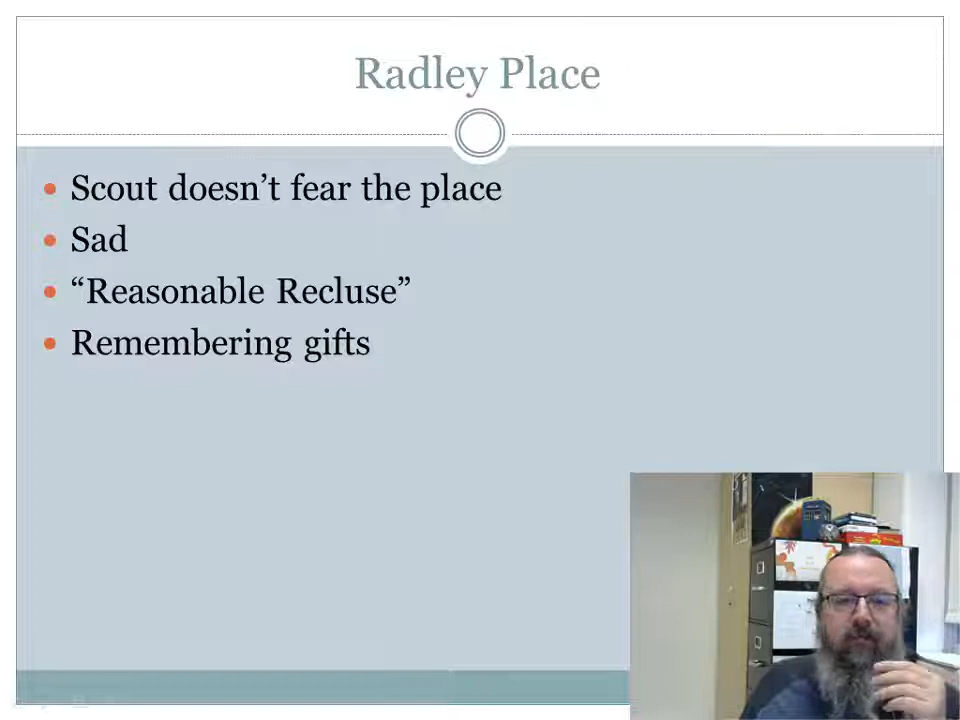 Radley Place
Scout doesn’t fear the place
Sad
“Reasonable Recluse”
Remembering gifts